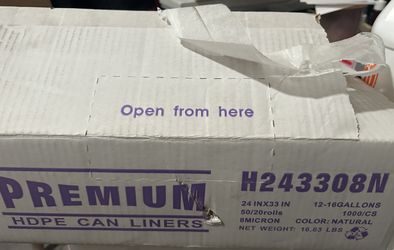 Open from here
PREMIUM
HDPE CAN LINERS
H243308N
24 INX33 IN 12-16GALLONS
50/20rolls 1000/CS
8MICRON COLOR: NATURAL
NET WEIGHT: 16.63 LBS